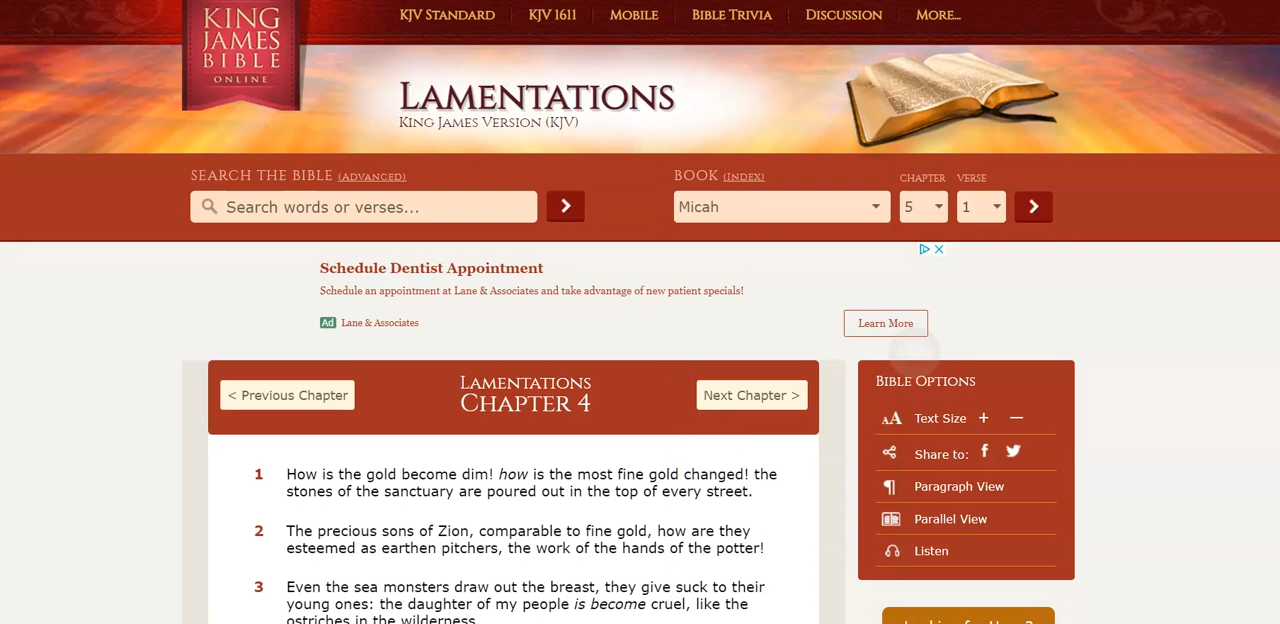 KING
JAMES
BIBLE
ONLINE
KJV STANDARD
KJV 1611
MOBILE
BIBLE TRIVIA
DISCUSSION
MORE...
LAMENTATIONS
KING JAMES VERSION (KJV)
SEARCH THE BIBLE (ADVANCED)
BOOK (INDEX)
CHAPTER
VERSE
Search words or verses...
Micah
5
1
Schedule Dentist Appointment
Schedule an appointment at Lane & Associates and take advantage of new patient specials!
Ad Lane & Associates
Learn More
< Previous Chapter
LAMENTATIONS
CHAPTER 4
Next Chapter >
1 How is the gold become dim! how is the most fine gold changed! the
stones of the sanctuary are poured out in the top of every street.
2 The precious sons of Zion, comparable to fine gold, how are they
esteemed as earthen pitchers, the work of the hands of the potter!
3 Even the sea monsters draw out the breast, they give suck to their
young ones: the daughter of my people is become cruel, like the
ostriches in the wilderness.
BIBLE OPTIONS
AA Text Size + —
Share to: f
Paragraph View
Parallel View
Listen